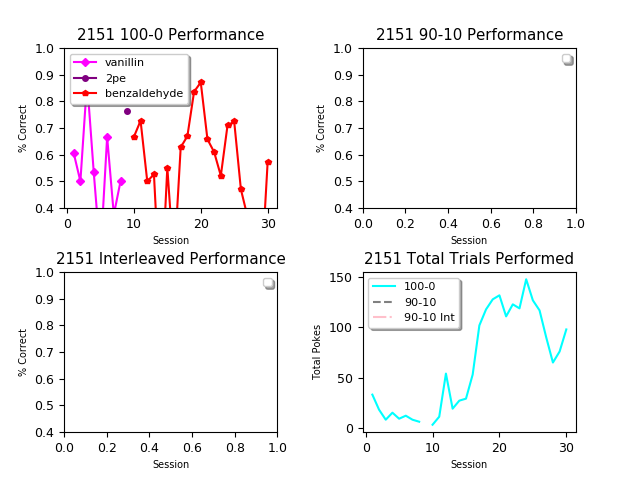 2151 100-0 Performance
1.0
0.9
0.8
0.7
0.6
0.5
0.4
% Correct
vanillin
2pe
benzaldehyde
0
10
20
30
Session
2151 90-10 Performance
1.0
0.9
0.8
0.7
0.6
0.5
0.4
% Correct
0.0
0.2
0.4
0.6
0.8
1.0
Session
2151 Interleaved Performance
1.0
0.9
0.8
0.7
0.6
0.5
0.4
% Correct
0.0
0.2
0.4
0.6
0.8
1.0
Session
2151 Total Trials Performed
150
100
50
0
Total Pokes
100-0
90-10
90-10 Int
0
10
20
30
Session